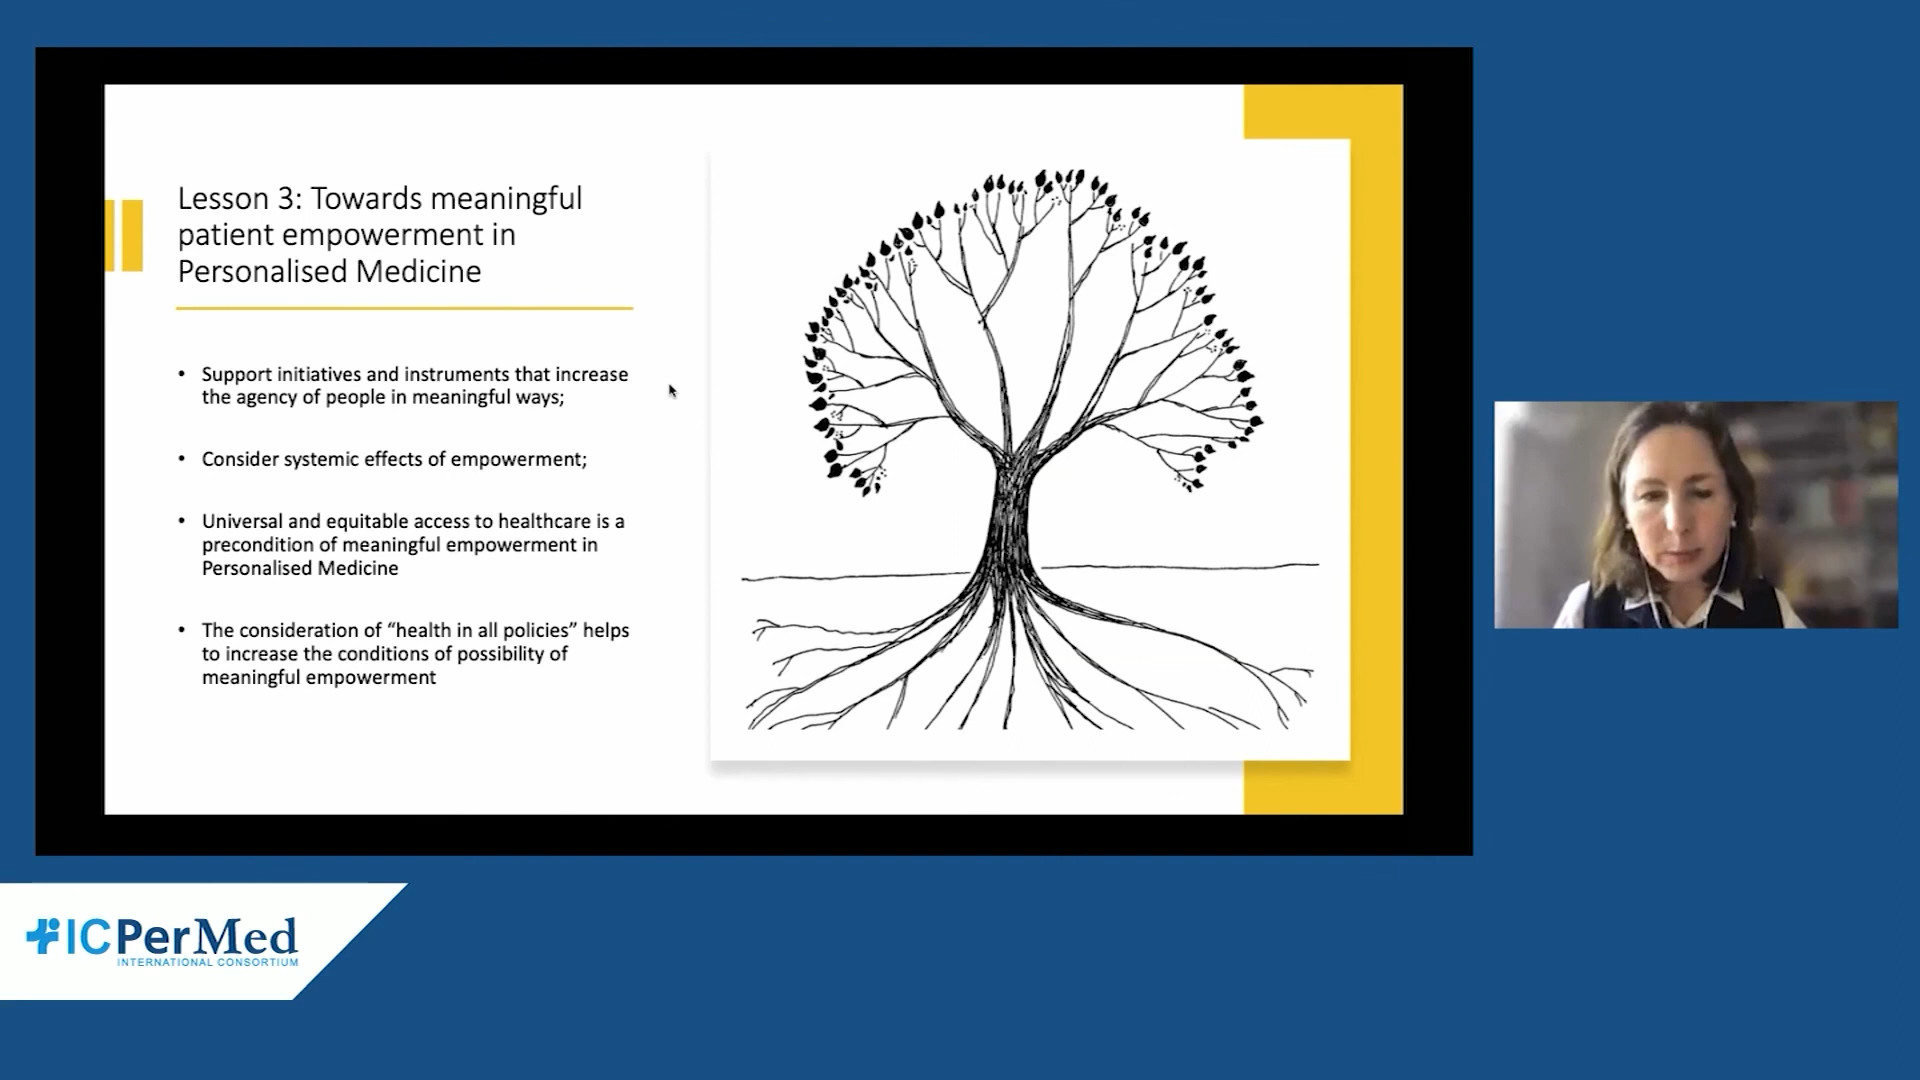 Lesson 3: Towards meaningful
patient empowerment in
Personalised Medicine
• Support initiatives and instruments that increase
the agency of people in meaningful ways;
• Consider systemic effects of empowerment;
• Universal and equitable access to healthcare is a
precondition of meaningful empowerment in
Personalised Medicine
• The consideration of “health in all policies” helps
to increase the conditions of possibility of
meaningful empowerment
ICPerMed
INTERNATIONAL CONSORTIUM